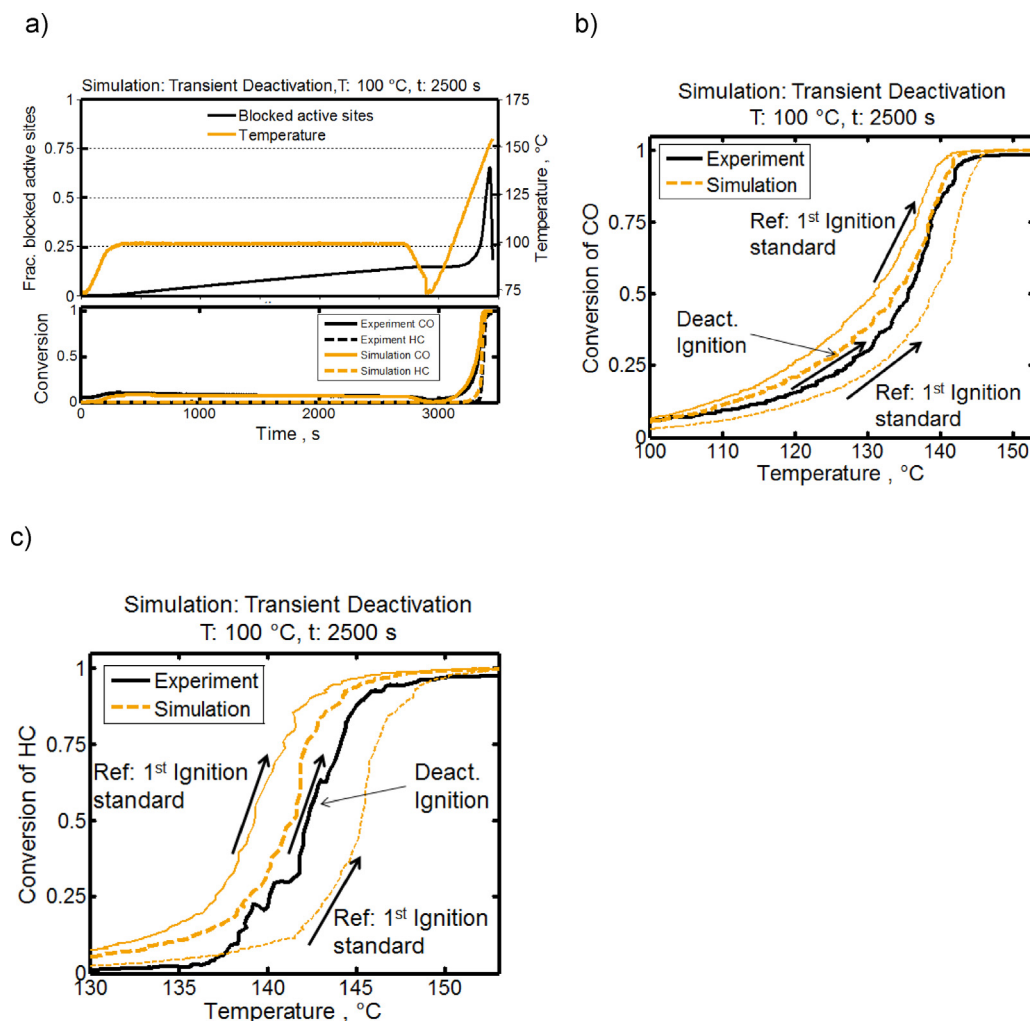 a)
Simulation: Transient Deactivation,T: 100 °C, t: 2500 s
Frac. blocked active sites
1
0.75
0.5
0.25
0
Blocked active sites
Temperature
175
150
125
100
75
Temperature , °C
Conversion
1
0.5
0
Experiment CO
Expiment HC
Simulation CO
Simulation HC
0
1000
2000
3000
Time , s
b)
Simulation: Transient Deactivation
T: 100 °C, t: 2500 s
Conversion of CO
1
0.75
0.5
0.25
0
Experiment
Simulation
Ref: 1st Ignition
standard
Deact.
Ignition
Ref: 1st Ignition
standard
100
110
120
130
140
150
Temperature , °C
c)
Simulation: Transient Deactivation
T: 100 °C, t: 2500 s
Conversion of HC
1
0.75
0.5
0.25
0
Experiment
Simulation
Ref: 1st Ignition
standard
Deact.
Ignition
Ref: 1st Ignition
standard
130
135
140
145
150
Temperature , °C